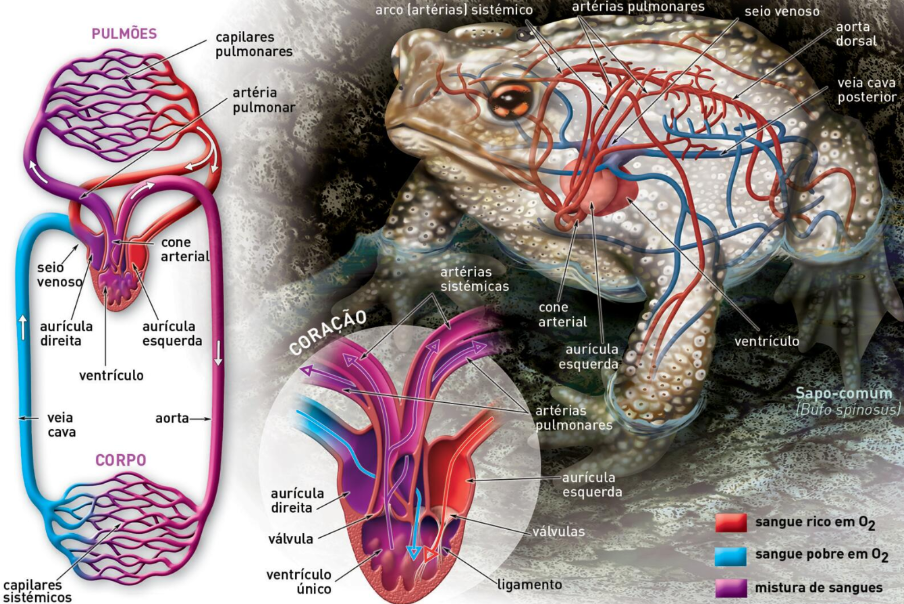 PULMÕES
capilares
pulmonares
artéria
pulmonar
cone
arterial
seio
venoso
aurícula
direita
aurícula
esquerda
ventrículo
veia
cava
aorta
CORPO
capilares
sistémicos
CORAÇÃO
artérias
sistémicas
artérias
pulmonares
aurícula
direita
aurícula
esquerda
válvula
válvulas
ventrículo
único
ligamento
arco (artérias) sistémico
artérias pulmonares
seio venoso
aorta
dorsal
veia cava
posterior
cone
arterial
aurícula
esquerda
ventrículo
Sapo-comum
(Bufo spinosus)
sangue rico em O₂
sangue pobre em O₂
mistura de sangues